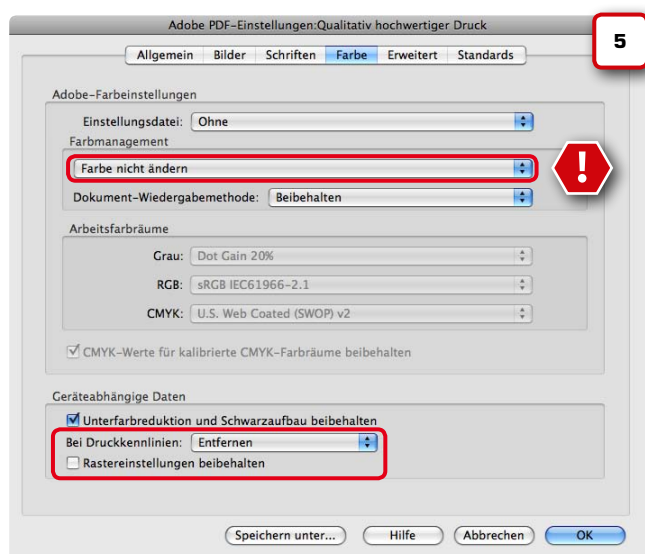 Adobe PDF-Einstellungen:Qualitativ hochwertiger Druck
5
Allgemein Bilder Schriften Farbe Erweitert Standards
Adobe-Farbeinstellungen
Einstellungsdatei: Ohne
Farbmanagement
Farbe nicht ändern
!
Dokument-Wiedergabemethode: Beibehalten
Arbeitsfarbräume
Grau: Dot Gain 20%
RGB: sRGB IEC61966-2.1
CMYK: U.S. Web Coated (SWOP) v2
CMYK-Werte für kalibrierte CMYK-Farbräume beibehalten
Geräteabhängige Daten
Unterfarbreduktion und Schwarzaufbau beibehalten
Bei Druckkennlinien: Entfernen
Rastereinstellungen beibehalten
Speichern unter... Hilfe Abbrechen OK